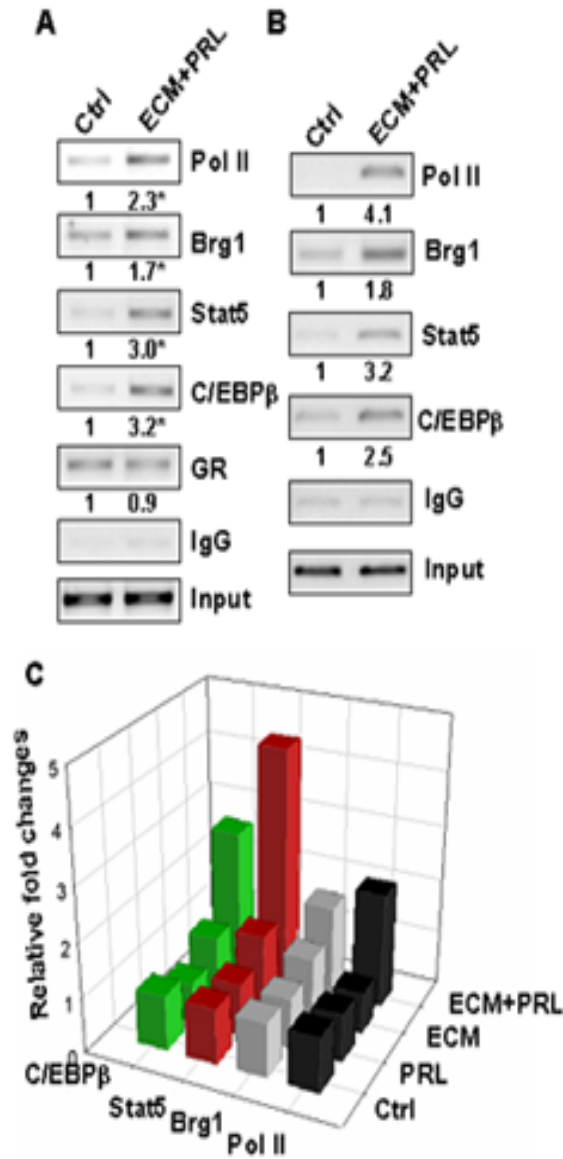 A
Ctrl ECM+PRL
Pol II
1 2.3*
Brg1
1 1.7*
Stat5
1 3.0*
C/EBPβ
1 3.2*
GR
1 0.9
IgG
Input
B
Ctrl ECM+PRL
Pol II
1 4.1
Brg1
1 1.8
Stat5
1 3.2
C/EBPβ
1 2.5
IgG
Input
C
Relative fold changes
5
4
3
2
1
0
C/EBPβ
Stat5
Brg1
Pol II
Ctrl
PRL
ECM
ECM+PRL